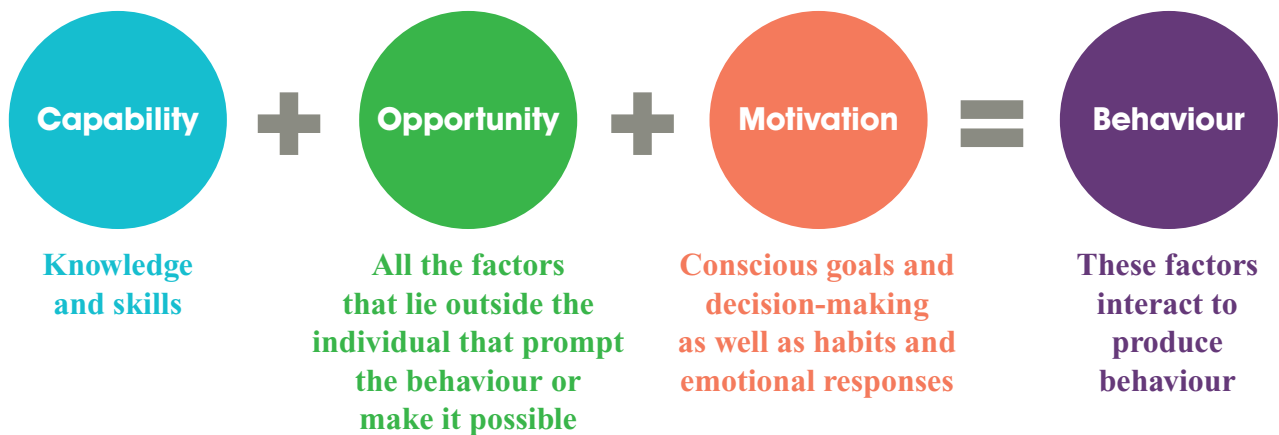 Capability
Opportunity
Motivation
Behaviour
Knowledge
and skills
All the factors
that lie outside the
individual that prompt
the behaviour or
make it possible
Conscious goals and
decision-making
as well as habits and
emotional responses
These factors
interact to
produce
behaviour